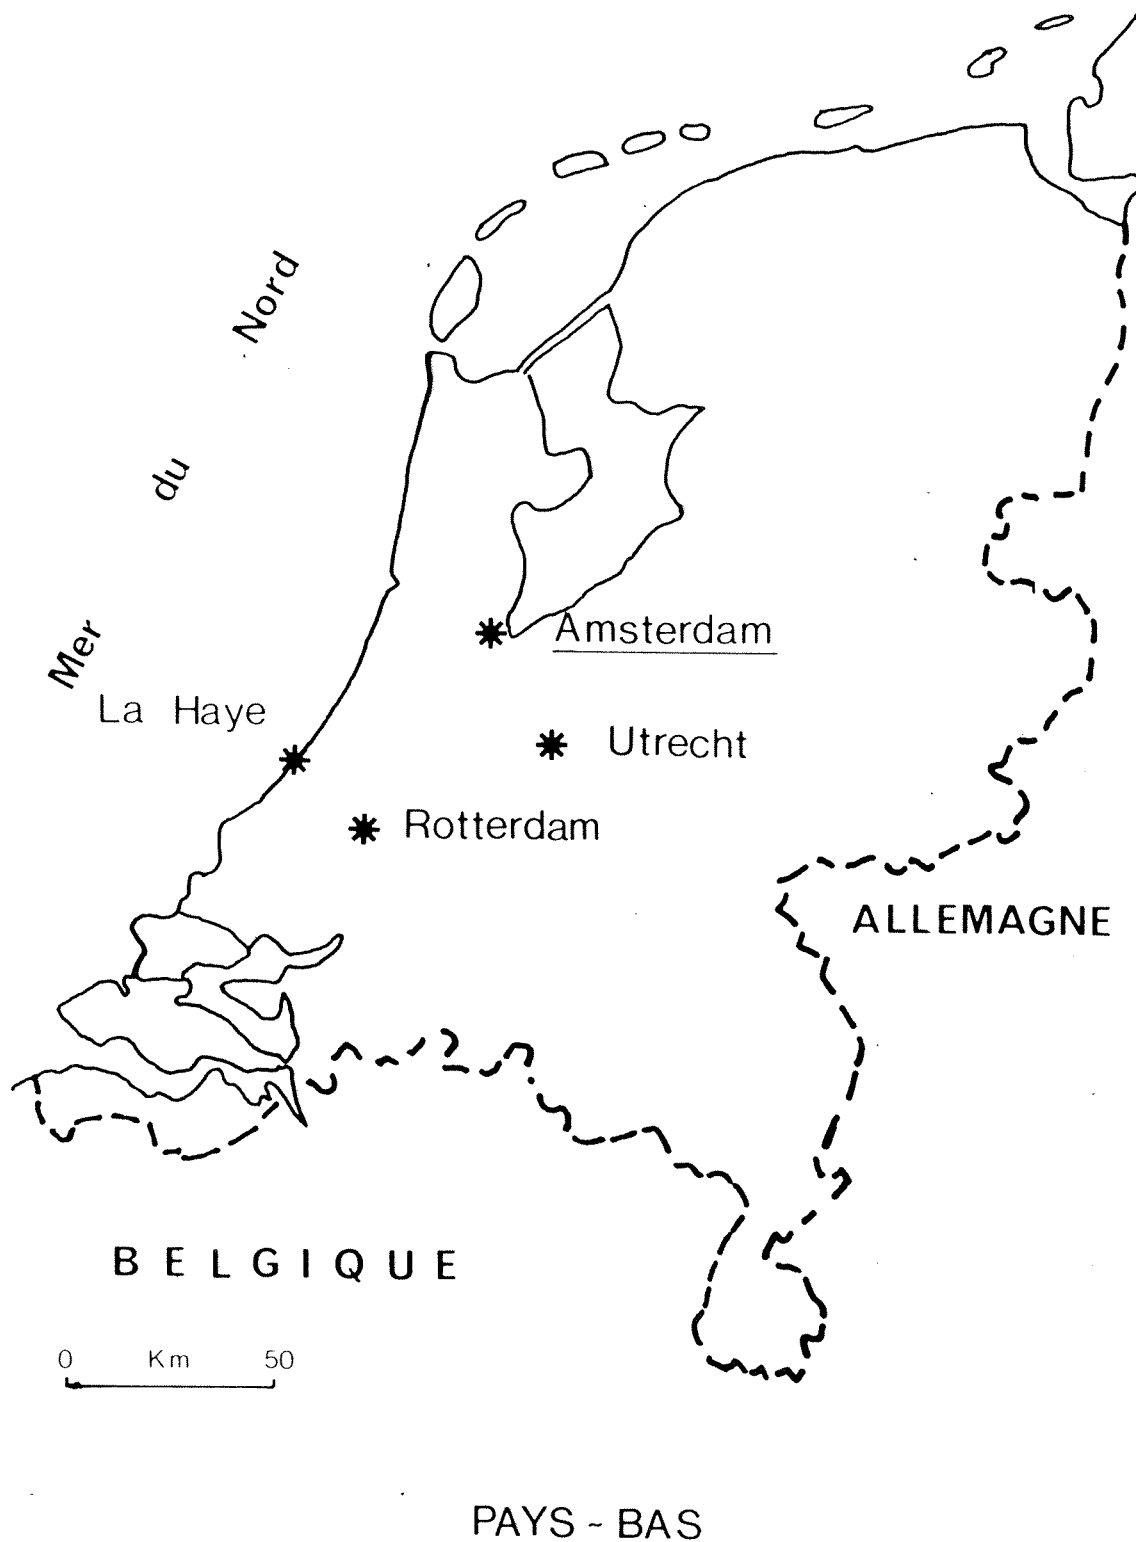 Mer du Nord
Amsterdam
La Haye
Utrecht
Rotterdam
ALLEMAGNE
BELGIQUE
0 Km 50
PAYS - BAS